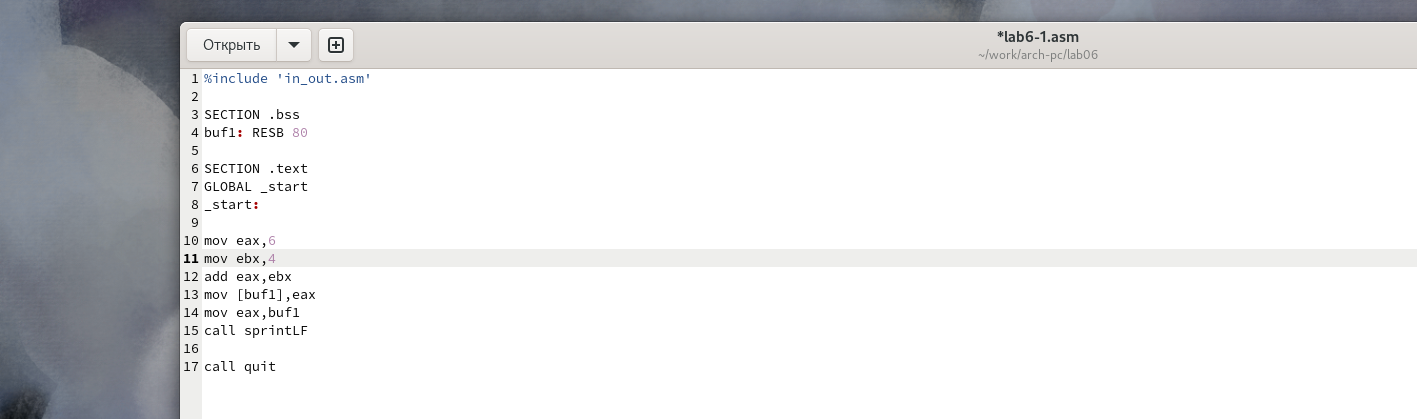 Открыть
*lab6-1.asm
~/work/arch-pc/lab06
1 %include 'in_out.asm'
2
3 SECTION .bss
4 buf1: RESB 80
5
6 SECTION .text
7 GLOBAL _start
8 _start:
9
10 mov eax,6
11 mov ebx,4
12 add eax,ebx
13 mov [buf1],eax
14 mov eax,buf1
15 call sprintLF
16
17 call quit